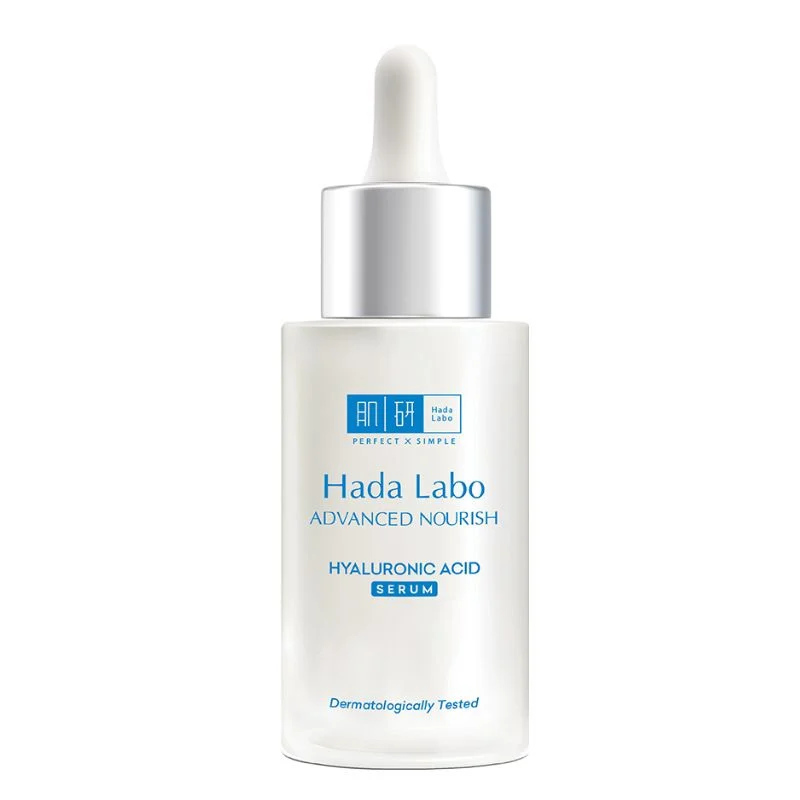 肌研
Hada
Labo
PERFECT X SIMPLE
Hada Labo
ADVANCED NOURISH
HYALURONIC ACID
SERUM
Dermatologically Tested